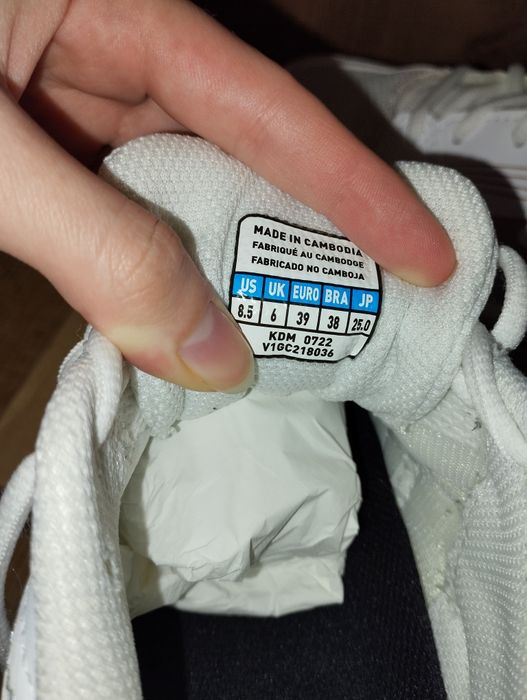 MADE IN CAMBODIA
FABRIQUÉ AU CAMBODGE
FABRICADO NO CAMBOJA
US UK EURO BRA JP
8.5 6 39 38 25.0
KDM 0722
V1GC218036